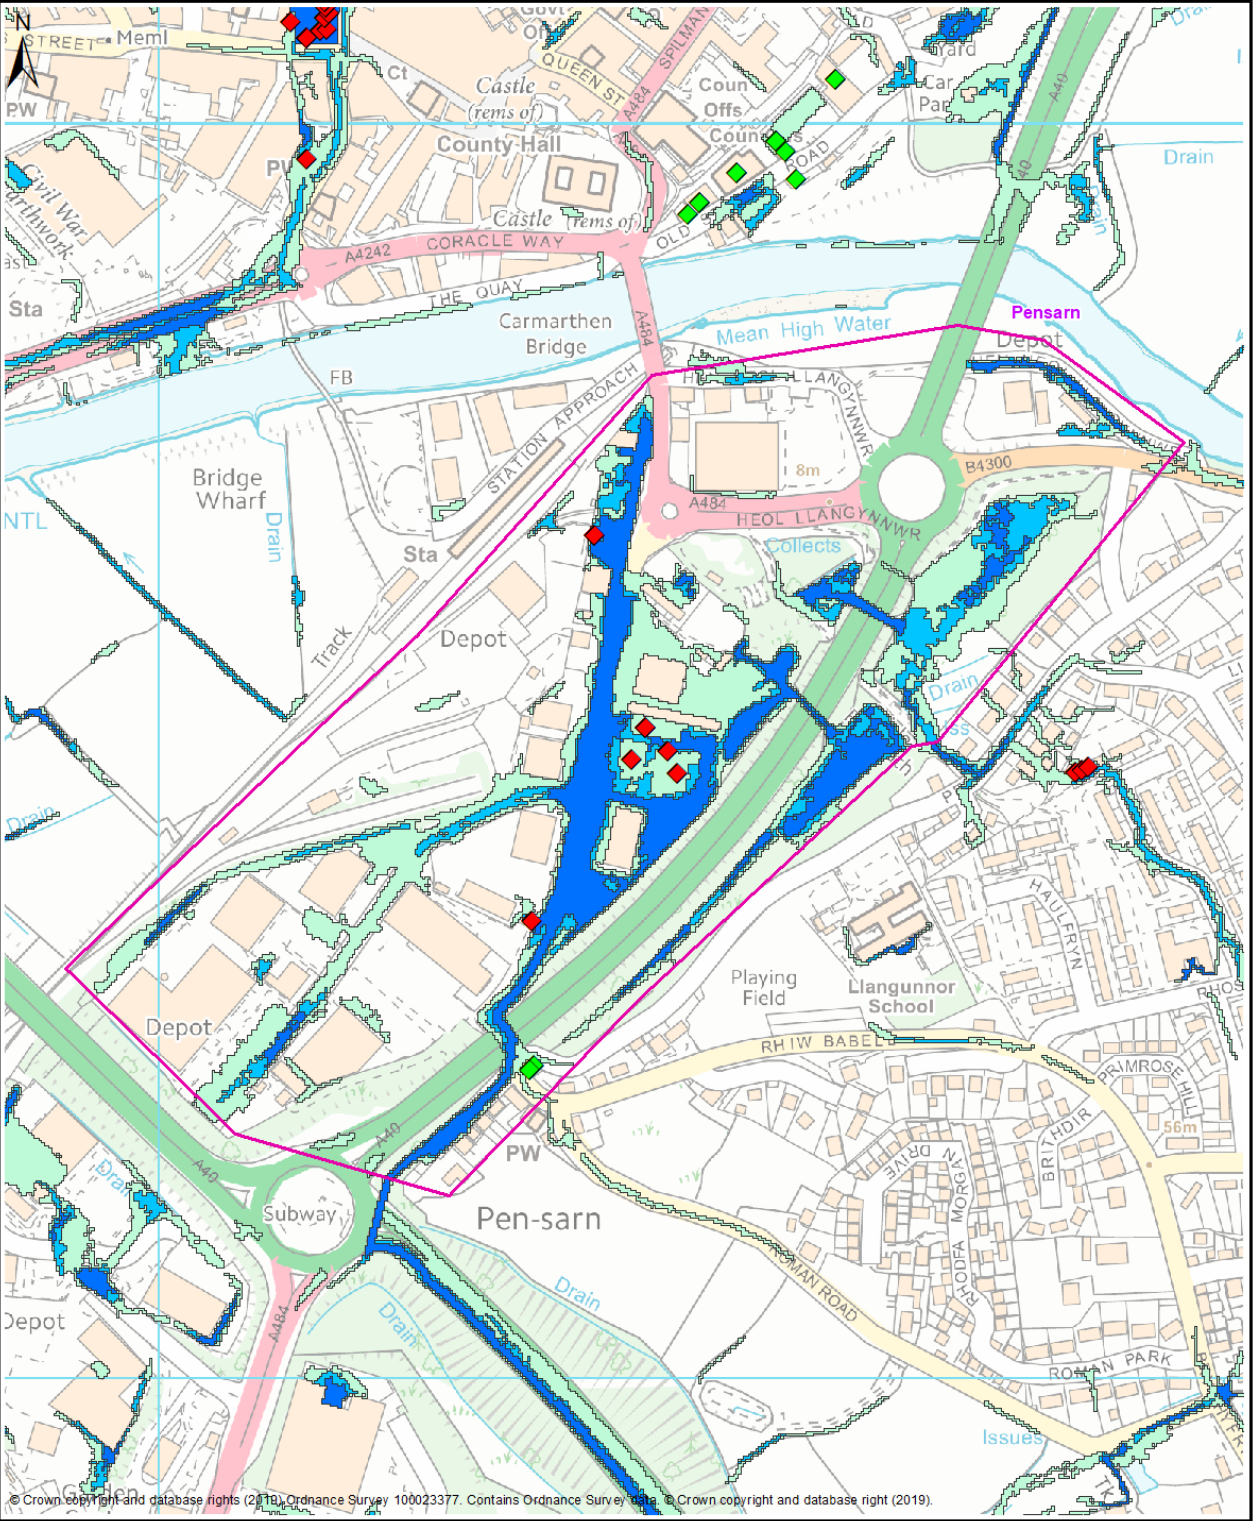 N
STREET
Meml
PW
Ct
Castle
(rems of)
County Hall
QUEEN ST
SPILMAN
A484
Coun
Offs
ROAD
Car
A40
Drain
Drain
Civil War
Castle
(rems of)
OLD
Drain
A4242
CORACLE WAY
Sta
THE QUAY
Carmarthen
Bridge
A484
Mean High Water
Pensarn
Depot
FB
STATION APPROACH
LLANGYNNWR
Bridge
Wharf
8m
B4300
NTL
Drain
Sta
A484
HEOL LLANGYNNWR
Collects
Track
Depot
Drain
Iss
Drain
HAULFRYN
Playing
Field
Llangunnor
School
Depot
RHIW BABELL
PRIMROSE HILL
56m
BRITHDIR
A40
PW
A40
Drain
Subway
Pen-sarn
RHODFA MORGAN
DRIVE
Drain
ROMAN ROAD
Drain
Depot
A484
ROMAN PARK
Issues
© Crown copyright and database rights (2019) Ordnance Survey 100023377. Contains Ordnance Survey data. © Crown copyright and database right (2019).